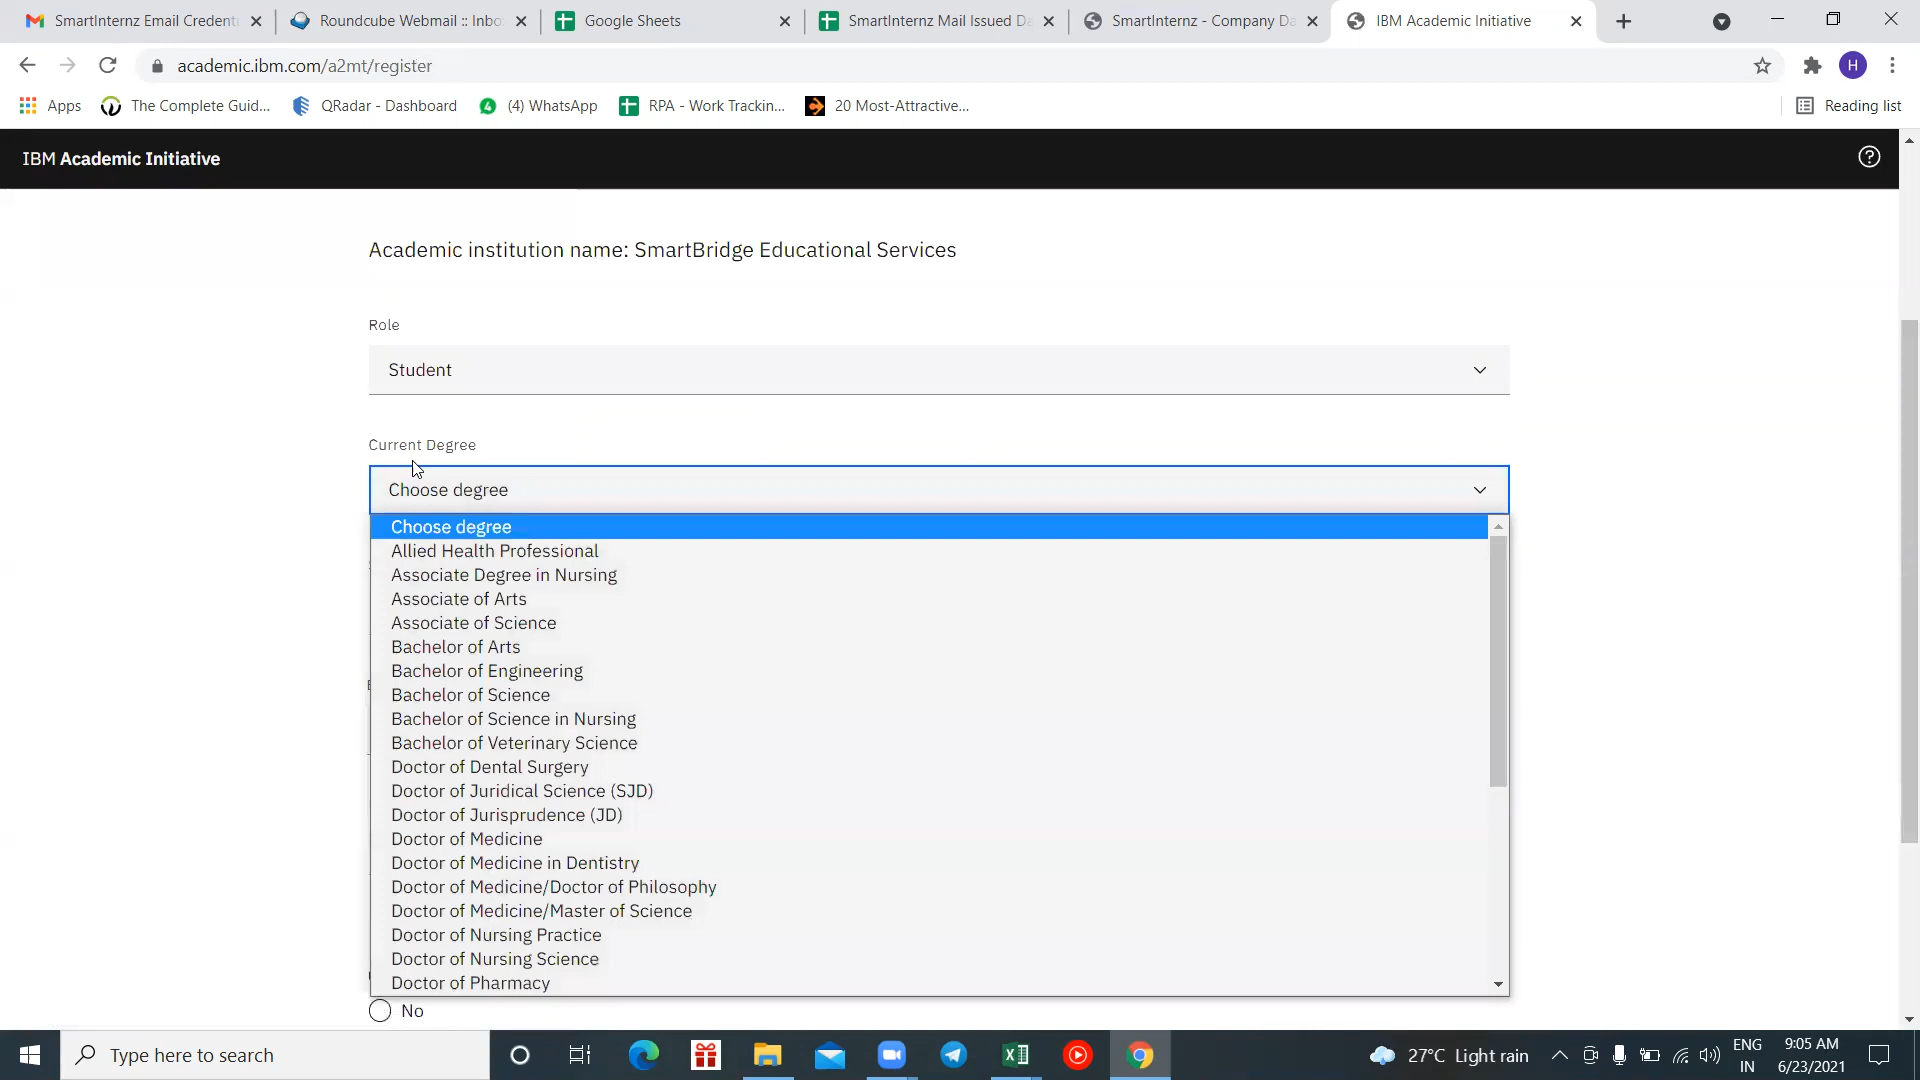 SmartInternz Email Credent
Roundcube Webmail :: Inbo
Google Sheets
SmartInternz Mail Issued Da
SmartInternz - Company Da
IBM Academic Initiative
academic.ibm.com/a2mt/register
H
Apps
The Complete Guid...
QRadar - Dashboard
(4) WhatsApp
RPA - Work Trackin...
20 Most-Attractive...
Reading list
IBM Academic Initiative
Academic institution name: SmartBridge Educational Services
Role
Student
Current Degree
Choose degree
Choose degree
Allied Health Professional
Associate Degree in Nursing
Associate of Arts
Associate of Science
Bachelor of Arts
Bachelor of Engineering
Bachelor of Science
Bachelor of Science in Nursing
Bachelor of Veterinary Science
Doctor of Dental Surgery
Doctor of Juridical Science (SJD)
Doctor of Jurisprudence (JD)
Doctor of Medicine
Doctor of Medicine in Dentistry
Doctor of Medicine/Doctor of Philosophy
Doctor of Medicine/Master of Science
Doctor of Nursing Practice
Doctor of Nursing Science
Doctor of Pharmacy
No
Type here to search
27°C Light rain
ENG
IN
9:05 AM
6/23/2021